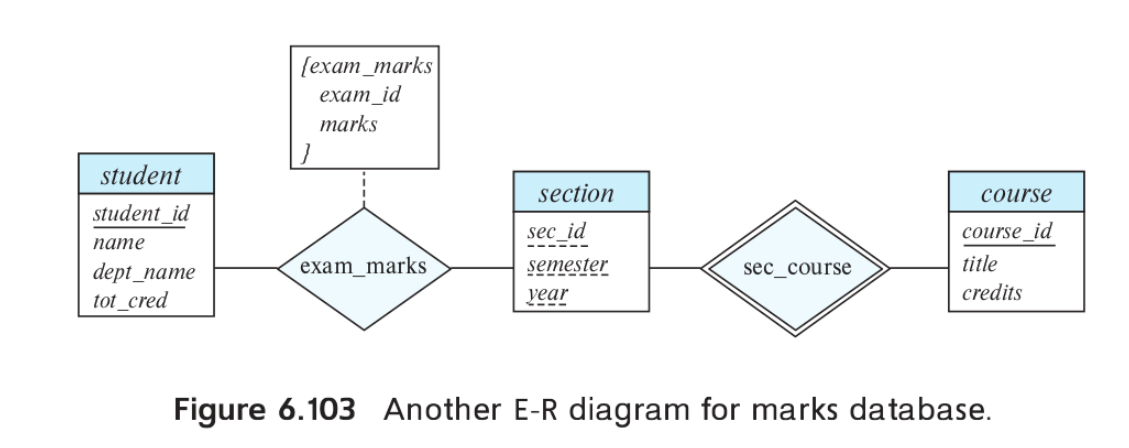 {exam_marks
exam_id
marks
}
student
student_id
name
dept_name
tot_cred
exam_marks
section
sec_id
semester
year
sec_course
course
course_id
title
credits
Figure 6.103 Another E-R diagram for marks database.